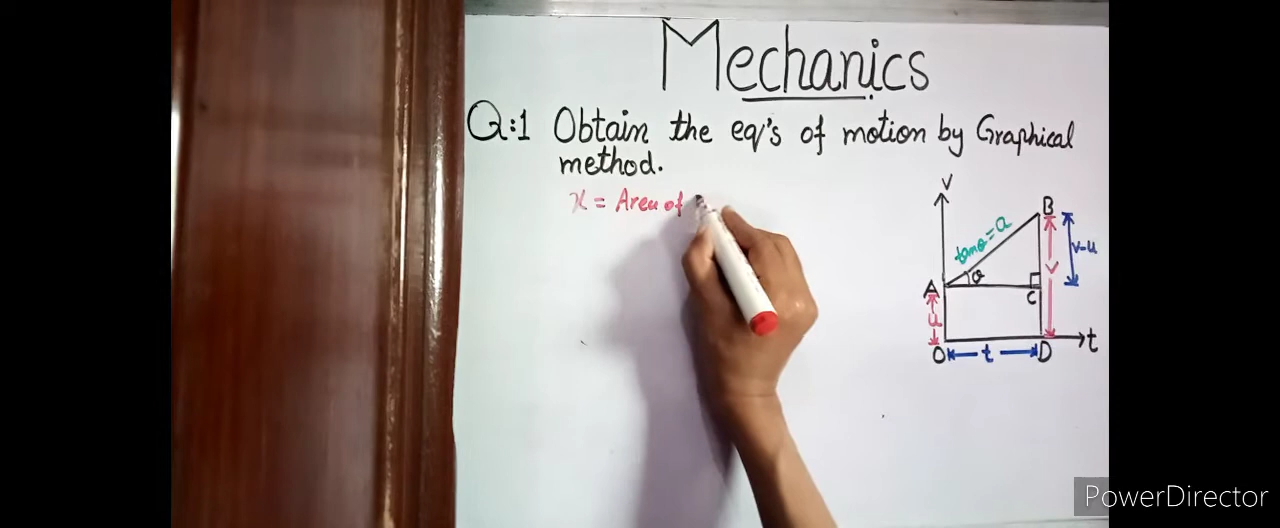 Mechanics
Q:1 Obtain the eq's of motion by Graphical
method.
x = Area of
V
B
tanθ = a
v-u
V
A
θ
C
u
O
t
D
t
PowerDirector